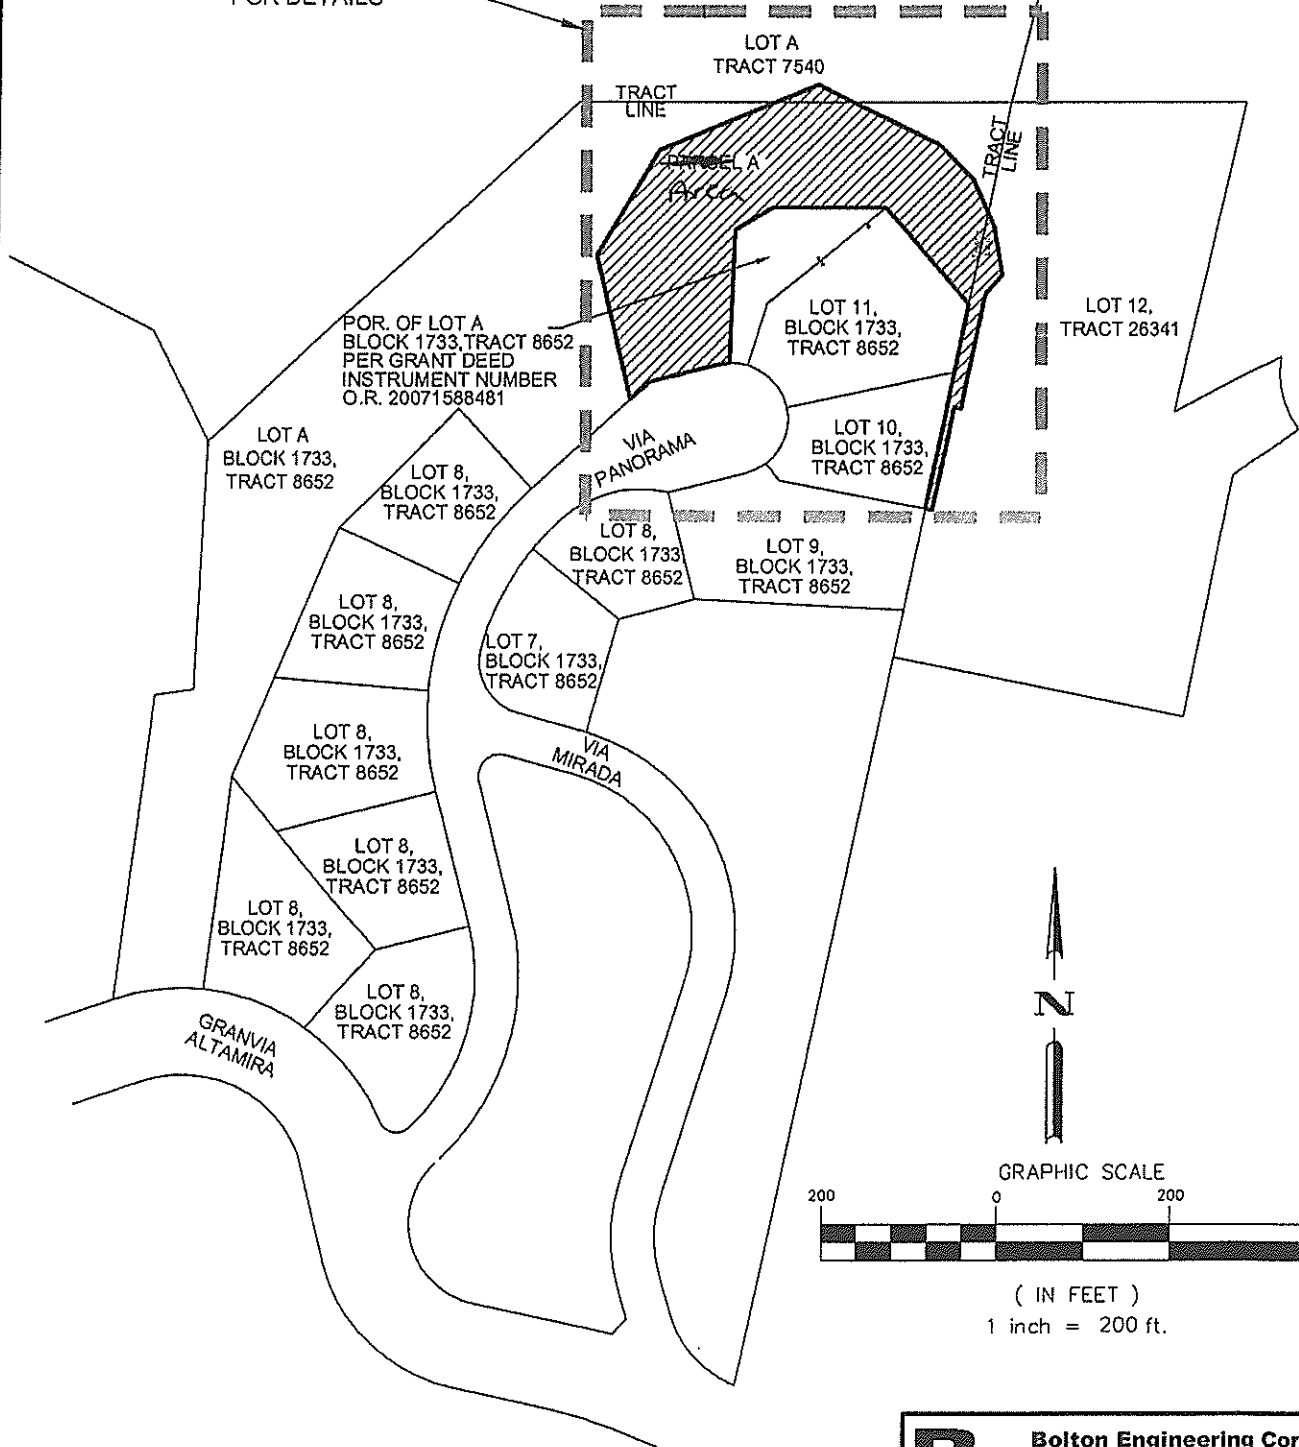 FOR DETAILS
LOT A
TRACT 7540
TRACT
LINE
TRACT
LINE
PARCEL A
Area
LOT 11,
BLOCK 1733,
TRACT 8652
LOT 12,
TRACT 26341
POR. OF LOT A
BLOCK 1733, TRACT 8652
PER GRANT DEED
INSTRUMENT NUMBER
O.R. 20071588481
LOT A
BLOCK 1733,
TRACT 8652
LOT 8,
BLOCK 1733,
TRACT 8652
VIA
PANORAMA
LOT 10,
BLOCK 1733,
TRACT 8652
LOT 8,
BLOCK 1733
TRACT 8652
LOT 9,
BLOCK 1733,
TRACT 8652
LOT 8,
BLOCK 1733,
TRACT 8652
LOT 7,
BLOCK 1733,
TRACT 8652
LOT 8,
BLOCK 1733,
TRACT 8652
VIA
MIRADA
LOT 8,
BLOCK 1733,
TRACT 8652
LOT 8,
BLOCK 1733,
TRACT 8652
LOT 8,
BLOCK 1733,
TRACT 8652
GRANVIA
ALTAMIRA
N
GRAPHIC SCALE
200 0 200
( IN FEET )
1 inch = 200 ft.
Bolton Engineering Cor